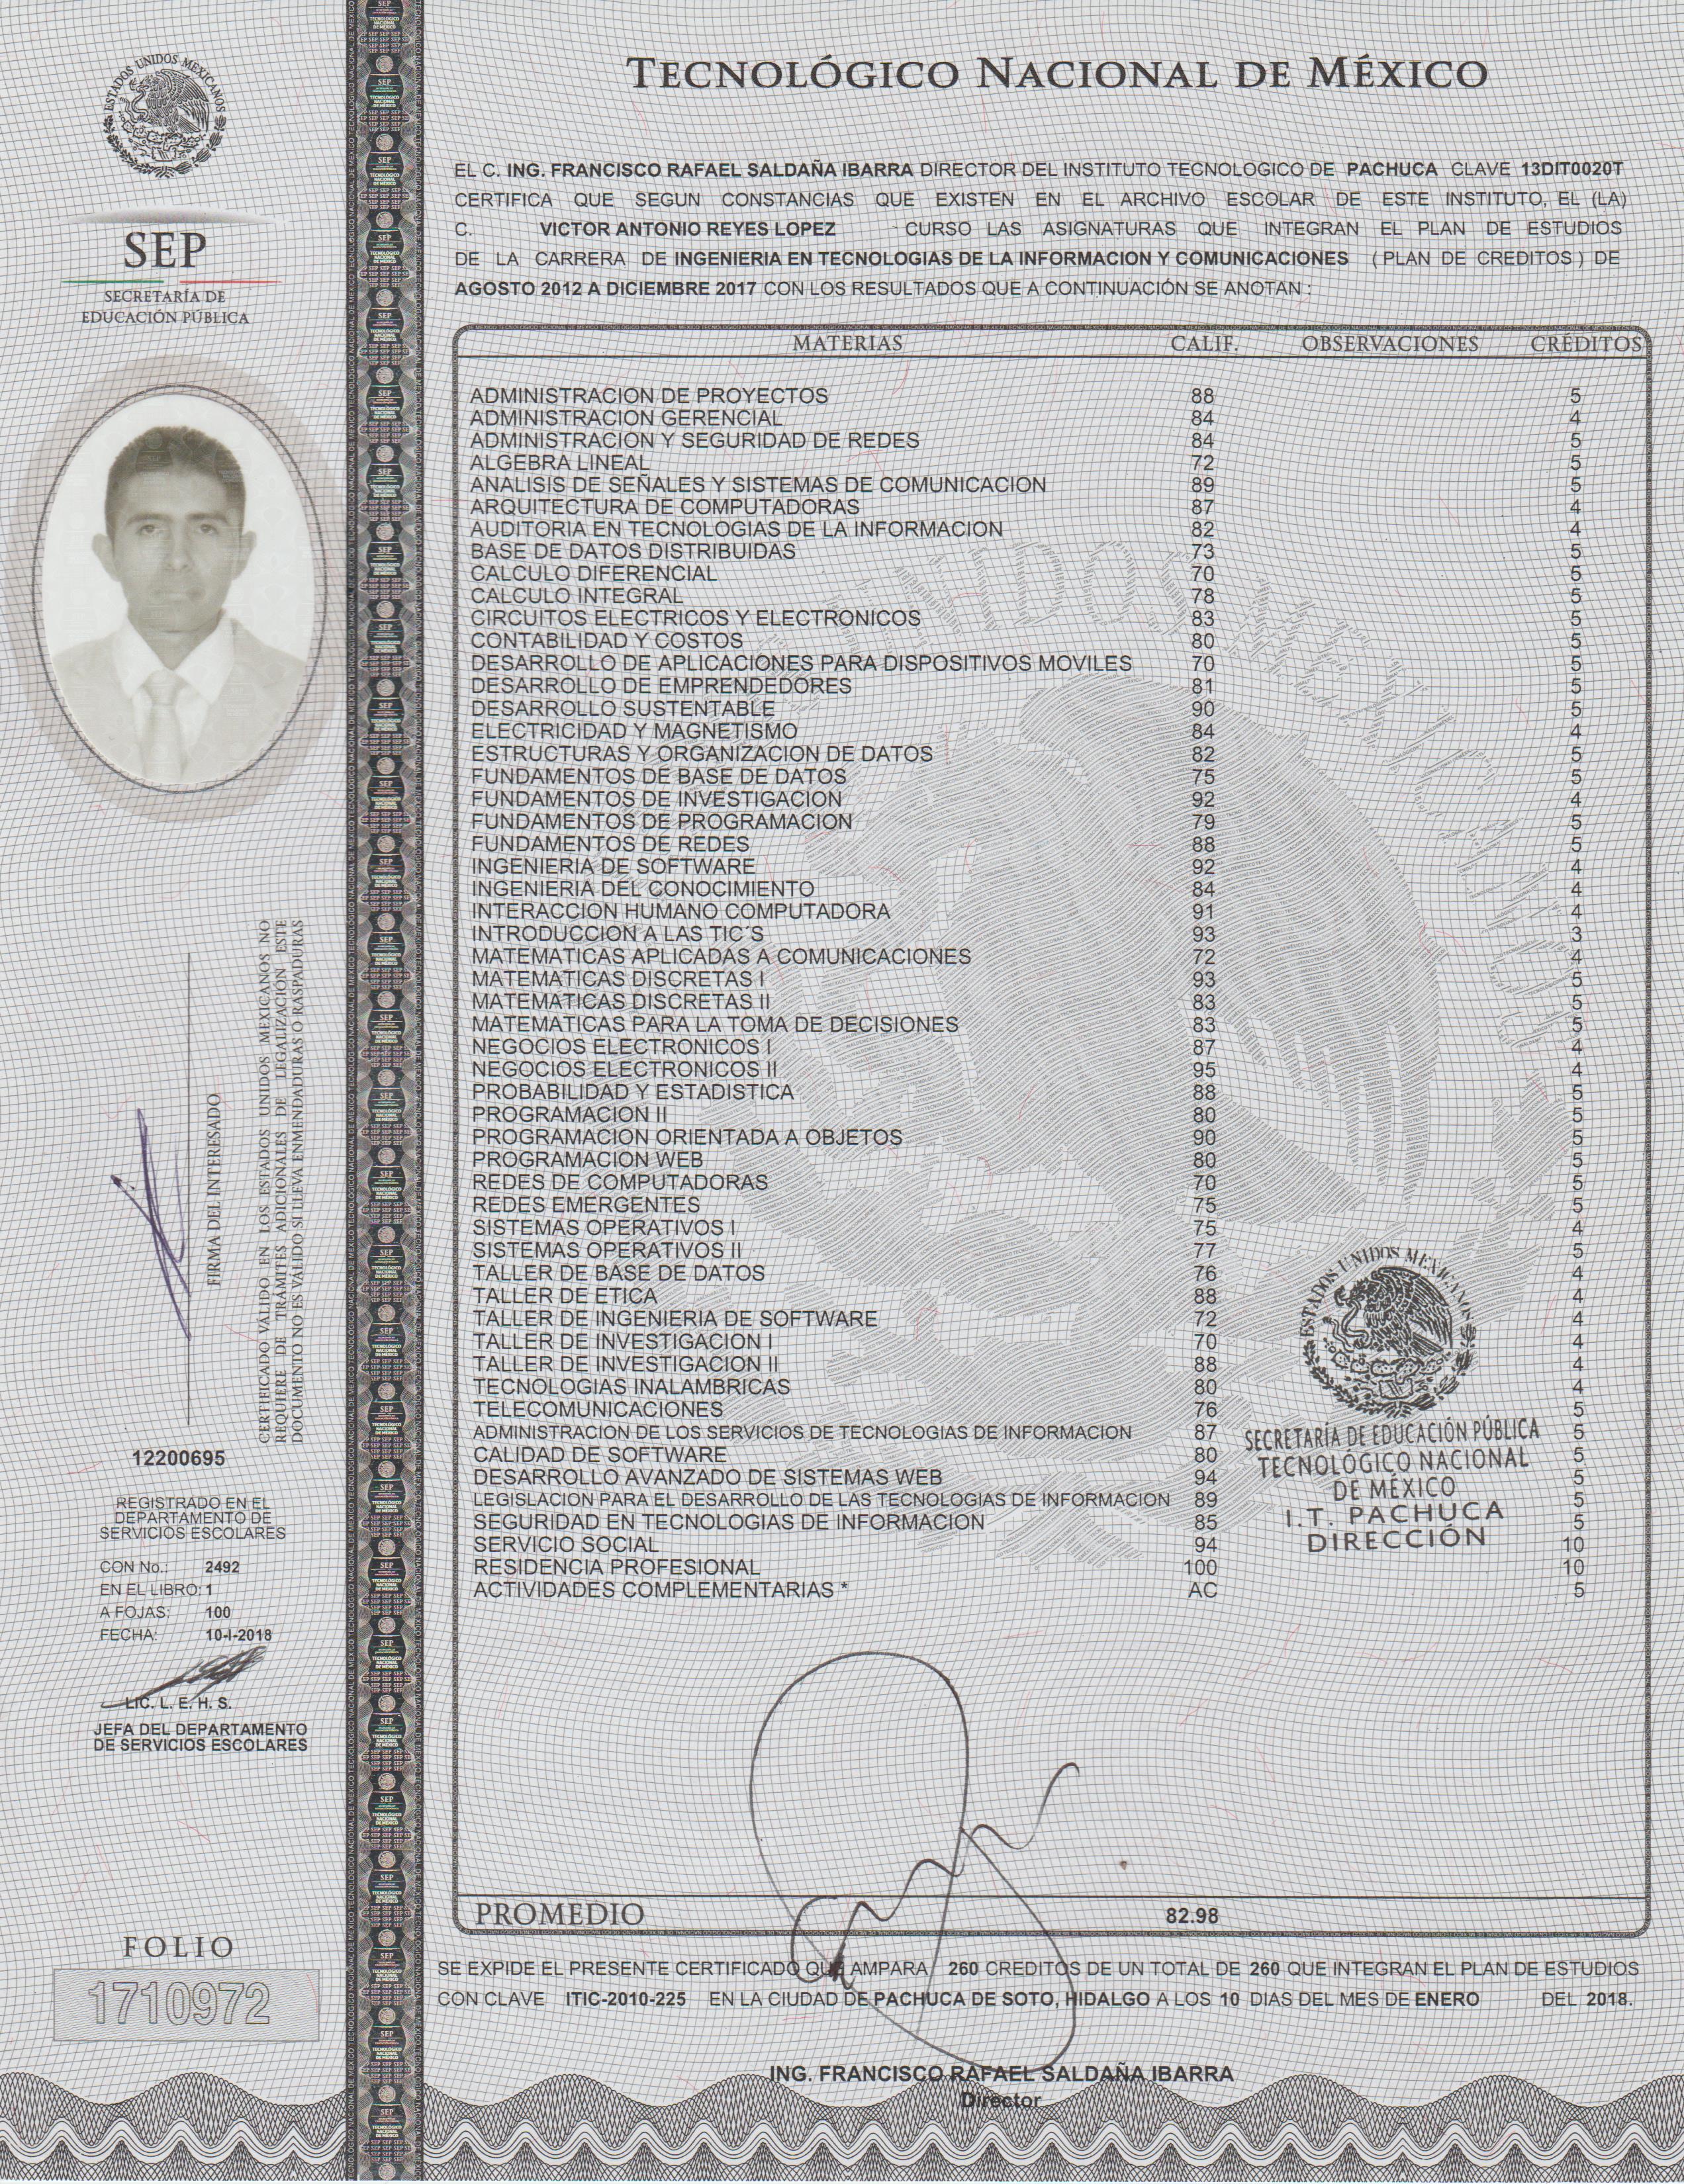 ESTADOS UNIDOS MEXICANOS
SEP
SECRETARÍA DE
EDUCACIÓN PÚBLICA
TECNOLÓGICO NACIONAL DE MÉXICO
EL C. ING. FRANCISCO RAFAEL SALDAÑA IBARRA DIRECTOR DEL INSTITUTO TECNOLOGICO DE PACHUCA CLAVE 13DIT0020T
CERTIFICA QUE SEGUN CONSTANCIAS QUE EXISTEN EN EL ARCHIVO ESCOLAR DE ESTE INSTITUTO, EL (LA)
C. VICTOR ANTONIO REYES LOPEZ CURSO LAS ASIGNATURAS QUE INTEGRAN EL PLAN DE ESTUDIOS
DE LA CARRERA DE INGENIERIA EN TECNOLOGIAS DE LA INFORMACION Y COMUNICACIONES ( PLAN DE CREDITOS ) DE
AGOSTO 2012 A DICIEMBRE 2017 CON LOS RESULTADOS QUE A CONTINUACIÓN SE ANOTAN :
MATERIAS CALIF. OBSERVACIONES CRÉDITOS
ADMINISTRACION DE PROYECTOS 88 5
ADMINISTRACION GERENCIAL 84 4
ADMINISTRACION Y SEGURIDAD DE REDES 84 5
ALGEBRA LINEAL 72 5
ANALISIS DE SEÑALES Y SISTEMAS DE COMUNICACION 89 5
ARQUITECTURA DE COMPUTADORAS 87 4
AUDITORIA EN TECNOLOGIAS DE LA INFORMACION 82 4
BASE DE DATOS DISTRIBUIDAS 73 5
CALCULO DIFERENCIAL 70 5
CALCULO INTEGRAL 78 5
CIRCUITOS ELECTRICOS Y ELECTRONICOS 83 5
CONTABILIDAD Y COSTOS 80 5
DESARROLLO DE APLICACIONES PARA DISPOSITIVOS MOVILES 70 5
DESARROLLO DE EMPRENDEDORES 81 5
DESARROLLO SUSTENTABLE 90 5
ELECTRICIDAD Y MAGNETISMO 84 4
ESTRUCTURAS Y ORGANIZACION DE DATOS 82 5
FUNDAMENTOS DE BASE DE DATOS 75 5
FUNDAMENTOS DE INVESTIGACION 92 4
FUNDAMENTOS DE PROGRAMACION 79 5
FUNDAMENTOS DE REDES 88 5
INGENIERIA DE SOFTWARE 92 4
INGENIERIA DEL CONOCIMIENTO 84 4
INTERACCION HUMANO COMPUTADORA 91 4
INTRODUCCION A LAS TIC´S 93 3
MATEMATICAS APLICADAS A COMUNICACIONES 72 4
MATEMATICAS DISCRETAS I 93 5
MATEMATICAS DISCRETAS II 83 5
MATEMATICAS PARA LA TOMA DE DECISIONES 83 5
NEGOCIOS ELECTRONICOS I 87 4
NEGOCIOS ELECTRONICOS II 95 4
PROBABILIDAD Y ESTADISTICA 88 5
PROGRAMACION II 80 5
PROGRAMACION ORIENTADA A OBJETOS 90 5
PROGRAMACION WEB 80 5
REDES DE COMPUTADORAS 70 5
REDES EMERGENTES 75 5
SISTEMAS OPERATIVOS I 75 4
SISTEMAS OPERATIVOS II 77 5
TALLER DE BASE DE DATOS 76 4
TALLER DE ETICA 88 4
TALLER DE INGENIERIA DE SOFTWARE 72 4
TALLER DE INVESTIGACION I 70 4
TALLER DE INVESTIGACION II 88 4
TECNOLOGIAS INALAMBRICAS 80 4
TELECOMUNICACIONES 76 5
ADMINISTRACION DE LOS SERVICIOS DE TECNOLOGIAS DE INFORMACION 87 5
CALIDAD DE SOFTWARE 80 5
DESARROLLO AVANZADO DE SISTEMAS WEB 94 5
LEGISLACION PARA EL DESARROLLO DE LAS TECNOLOGIAS DE INFORMACION 89 5
SEGURIDAD EN TECNOLOGIAS DE INFORMACION 85 5
SERVICIO SOCIAL 94 10
RESIDENCIA PROFESIONAL 100 10
ACTIVIDADES COMPLEMENTARIAS * AC 5
ESTADOS UNIDOS MEXICANOS
SECRETARÍA DE EDUCACIÓN PÚBLICA
TECNOLÓGICO NACIONAL
DE MÉXICO
I.T. PACHUCA
DIRECCIÓN
PROMEDIO 82.98
SE EXPIDE EL PRESENTE CERTIFICADO QUE AMPARA 260 CREDITOS DE UN TOTAL DE 260 QUE INTEGRAN EL PLAN DE ESTUDIOS
CON CLAVE ITIC-2010-225 EN LA CIUDAD DE PACHUCA DE SOTO, HIDALGO A LOS 10 DIAS DEL MES DE ENERO DEL 2018.
ING. FRANCISCO RAFAEL SALDAÑA IBARRA
Director
FIRMA DEL INTERESADO
CERTIFICADO VÁLIDO EN LOS ESTADOS UNIDOS MEXICANOS NO
REQUIERE DE TRÁMITES ADICIONALES DE LEGALIZACIÓN ESTE
DOCUMENTO NO ES VÁLIDO SI LLEVA ENMENDADURAS O RASPADURAS
12200695
REGISTRADO EN EL
DEPARTAMENTO DE
SERVICIOS ESCOLARES
CON No.: 2492
EN EL LIBRO: 1
A FOJAS: 100
FECHA: 10-I-2018
LIC. L. E. H. S.
JEFA DEL DEPARTAMENTO
DE SERVICIOS ESCOLARES
FOLIO
1710972